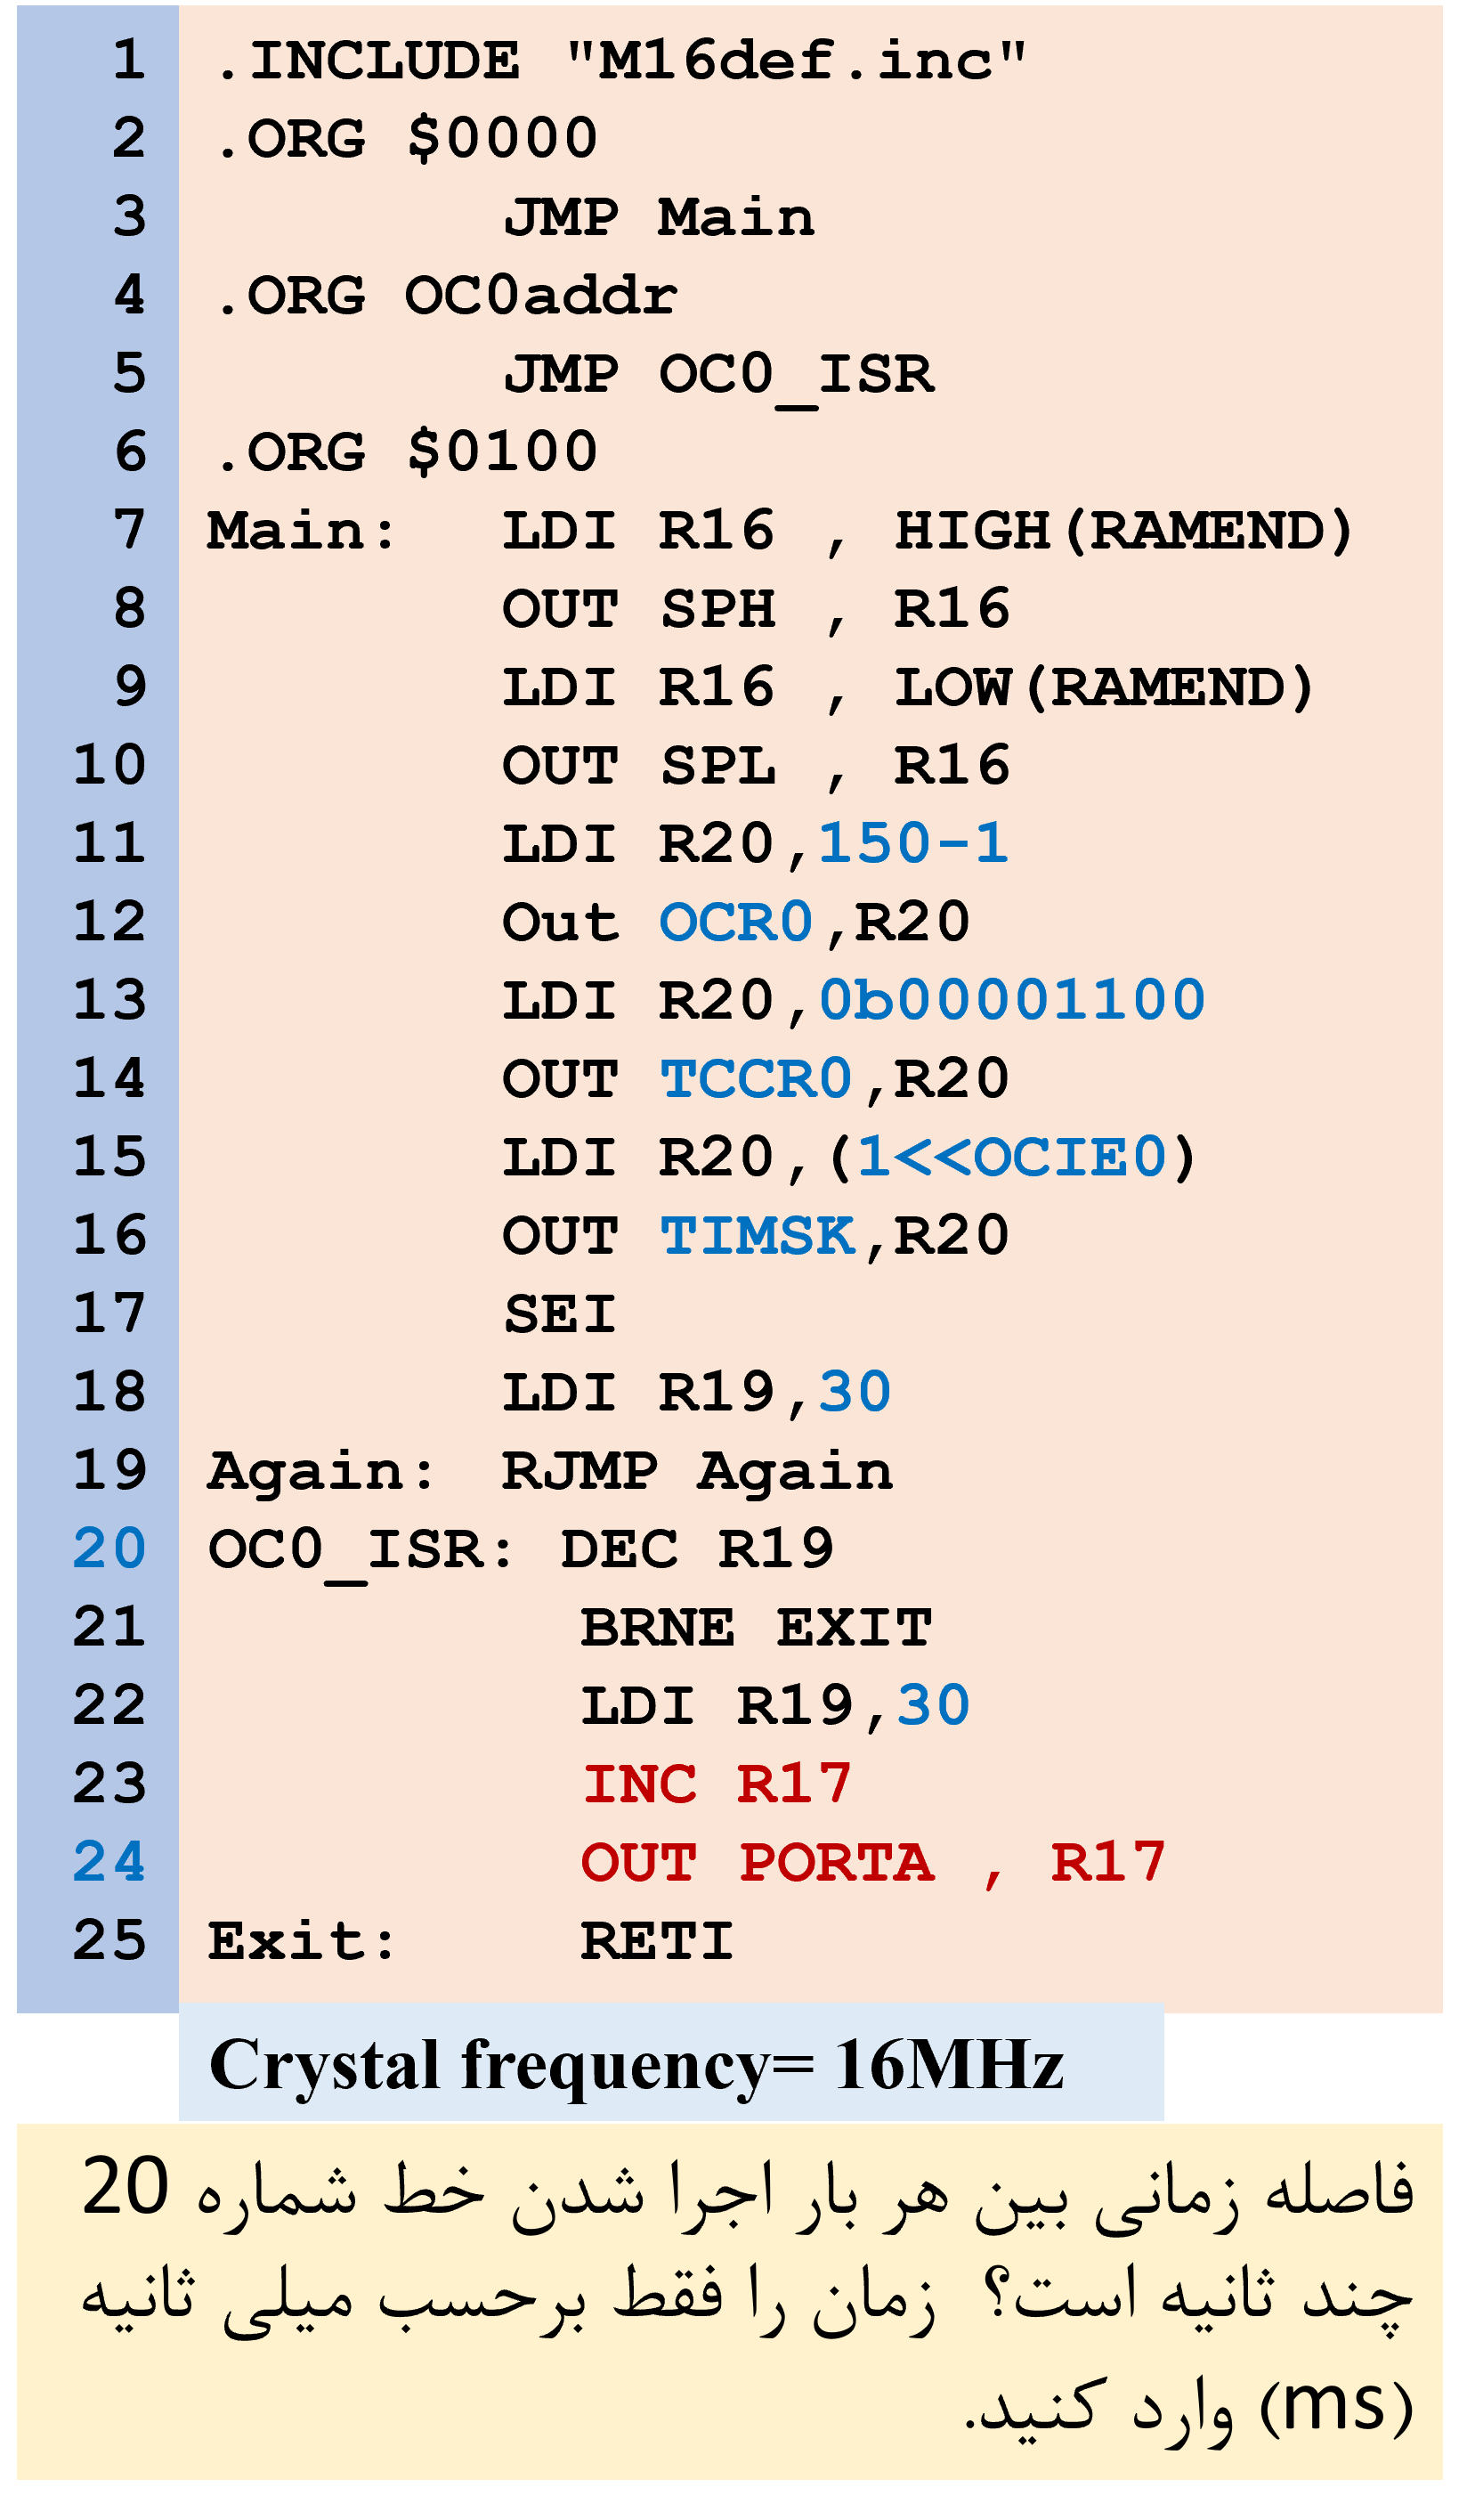 1 .INCLUDE "M16def.inc"
2 .ORG $0000
3 JMP Main
4 .ORG OC0addr
5 JMP OC0_ISR
6 .ORG $0100
7 Main: LDI R16 , HIGH(RAMEND)
8 OUT SPH , R16
9 LDI R16 , LOW(RAMEND)
10 OUT SPL , R16
11 LDI R20,150-1
12 Out OCR0,R20
13 LDI R20,0b00001100
14 OUT TCCR0,R20
15 LDI R20,(1<<OCIE0)
16 OUT TIMSK,R20
17 SEI
18 LDI R19,30
19 Again: RJMP Again
20 OC0_ISR: DEC R19
21 BRNE EXIT
22 LDI R19,30
23 INC R17
24 OUT PORTA , R17
25 Exit: RETI
Crystal frequency= 16MHz
فاصله زمانی بین هر بار اجرا شدن خط شماره 20
چند ثانیه است؟ زمان را فقط برحسب میلی ثانیه
(ms) وارد کنید.